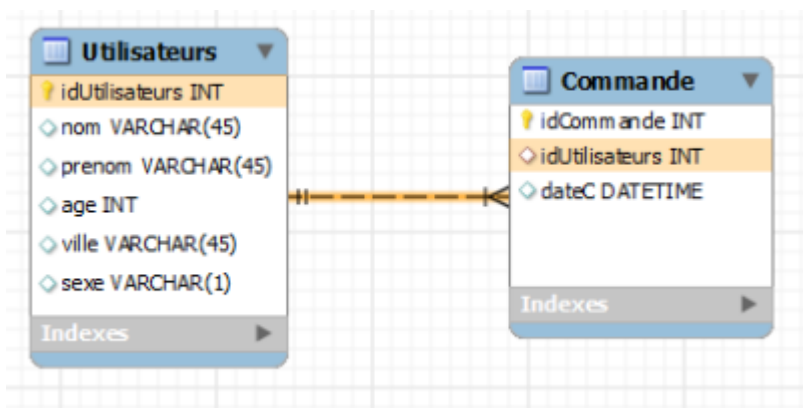 Utilisateurs
idUtilisateurs INT
nom VARCHAR(45)
prenom VARCHAR(45)
age INT
ville VARCHAR(45)
sexe VARCHAR(1)
Indexes
Commande
idCommande INT
idUtilisateurs INT
dateC DATETIME
Indexes